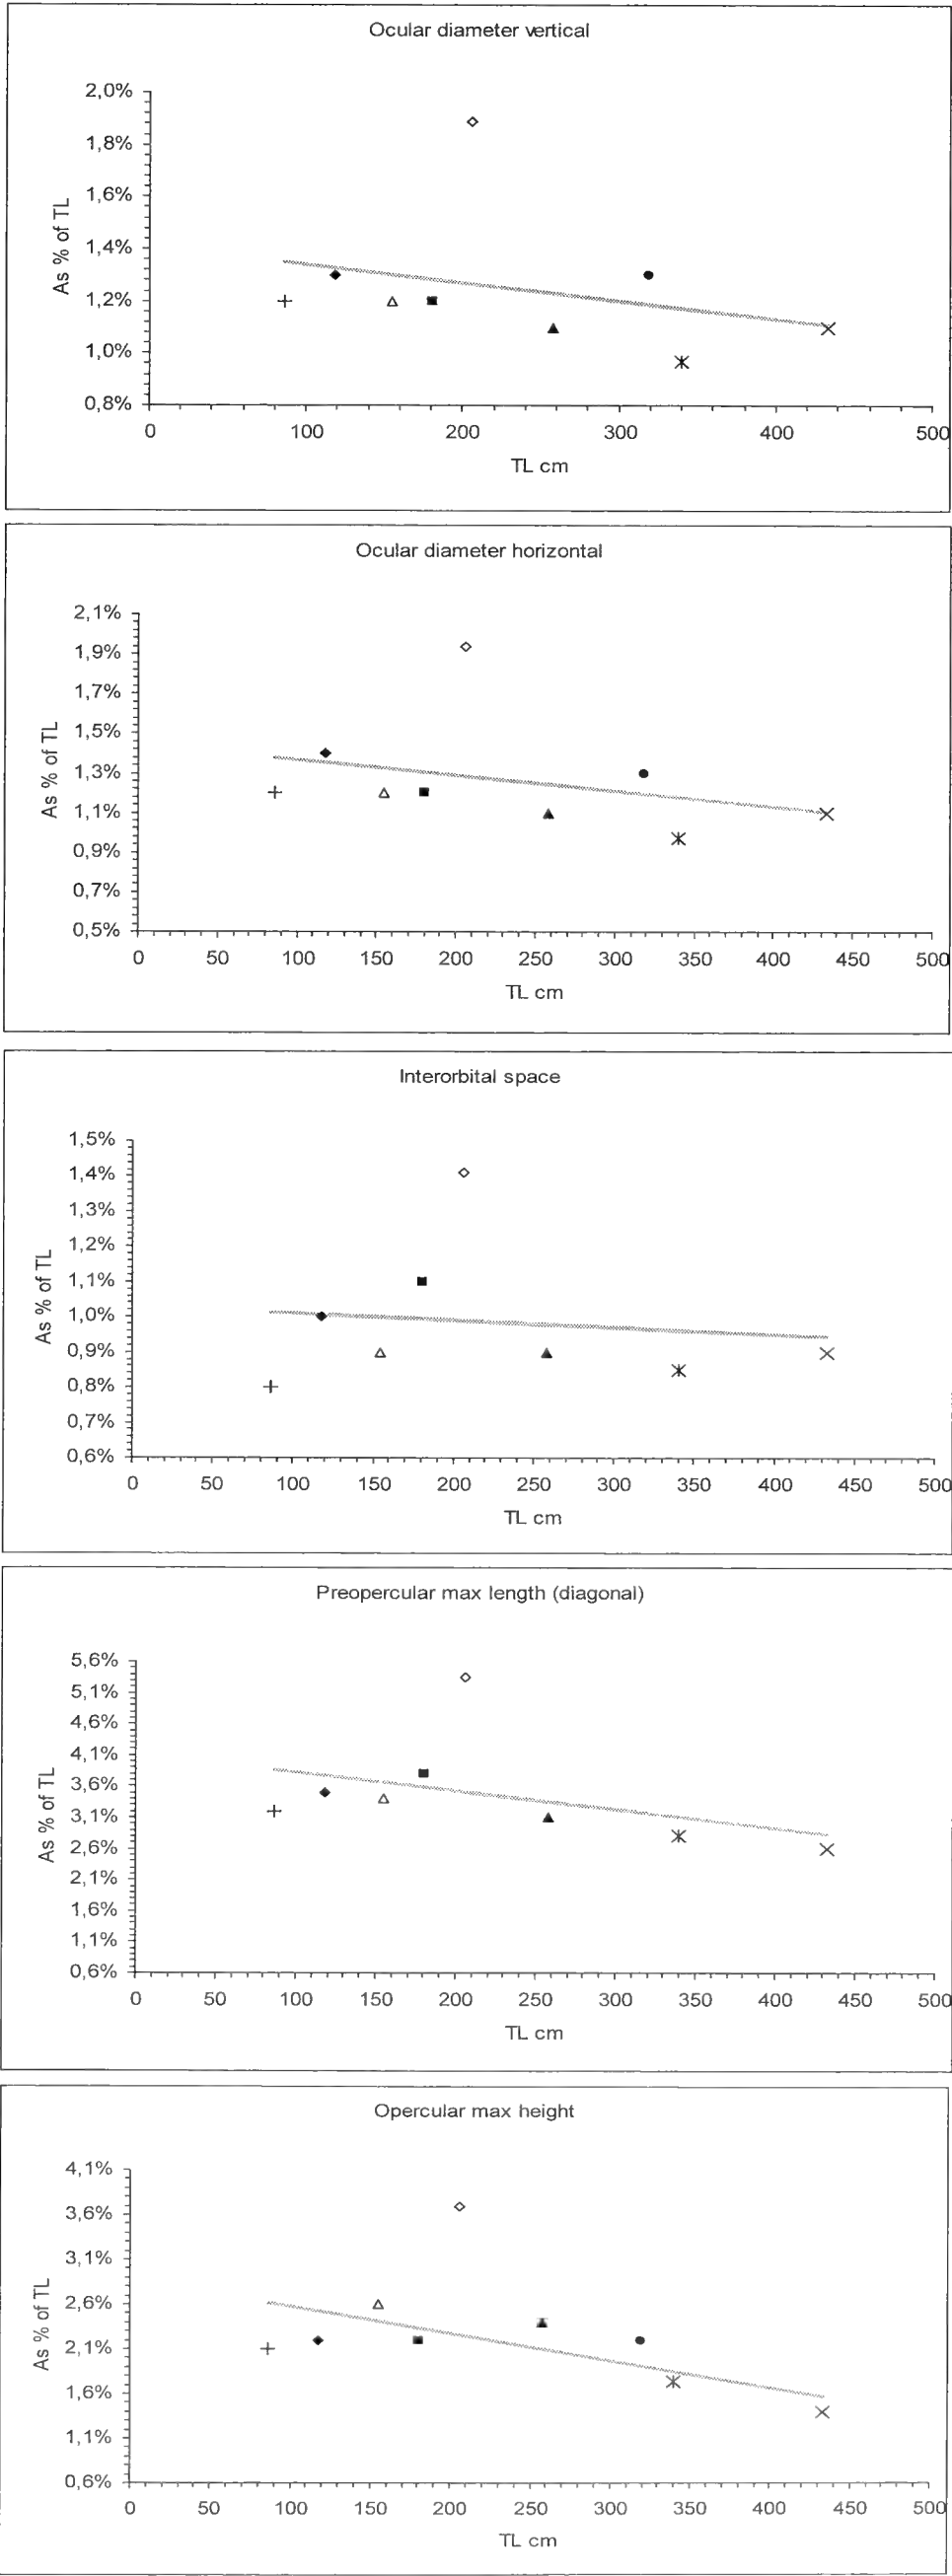 Ocular diameter vertical
As % of TL
2,0%
1,8%
1,6%
1,4%
1,2%
1,0%
0,8%
0 100 200 300 400 500
TL cm
Ocular diameter horizontal
As % of TL
2,1%
1,9%
1,7%
1,5%
1,3%
1,1%
0,9%
0,7%
0,5%
0 50 100 150 200 250 300 350 400 450 500
TL cm
Interorbital space
As % of TL
1,5%
1,4%
1,3%
1,2%
1,1%
1,0%
0,9%
0,8%
0,7%
0,6%
0 50 100 150 200 250 300 350 400 450 500
TL cm
Preopercular max length (diagonal)
As % of TL
5,6%
5,1%
4,6%
4,1%
3,6%
3,1%
2,6%
2,1%
1,6%
1,1%
0,6%
0 50 100 150 200 250 300 350 400 450 500
TL cm
Opercular max height
As % of TL
4,1%
3,6%
3,1%
2,6%
2,1%
1,6%
1,1%
0,6%
0 50 100 150 200 250 300 350 400 450 500
TL cm